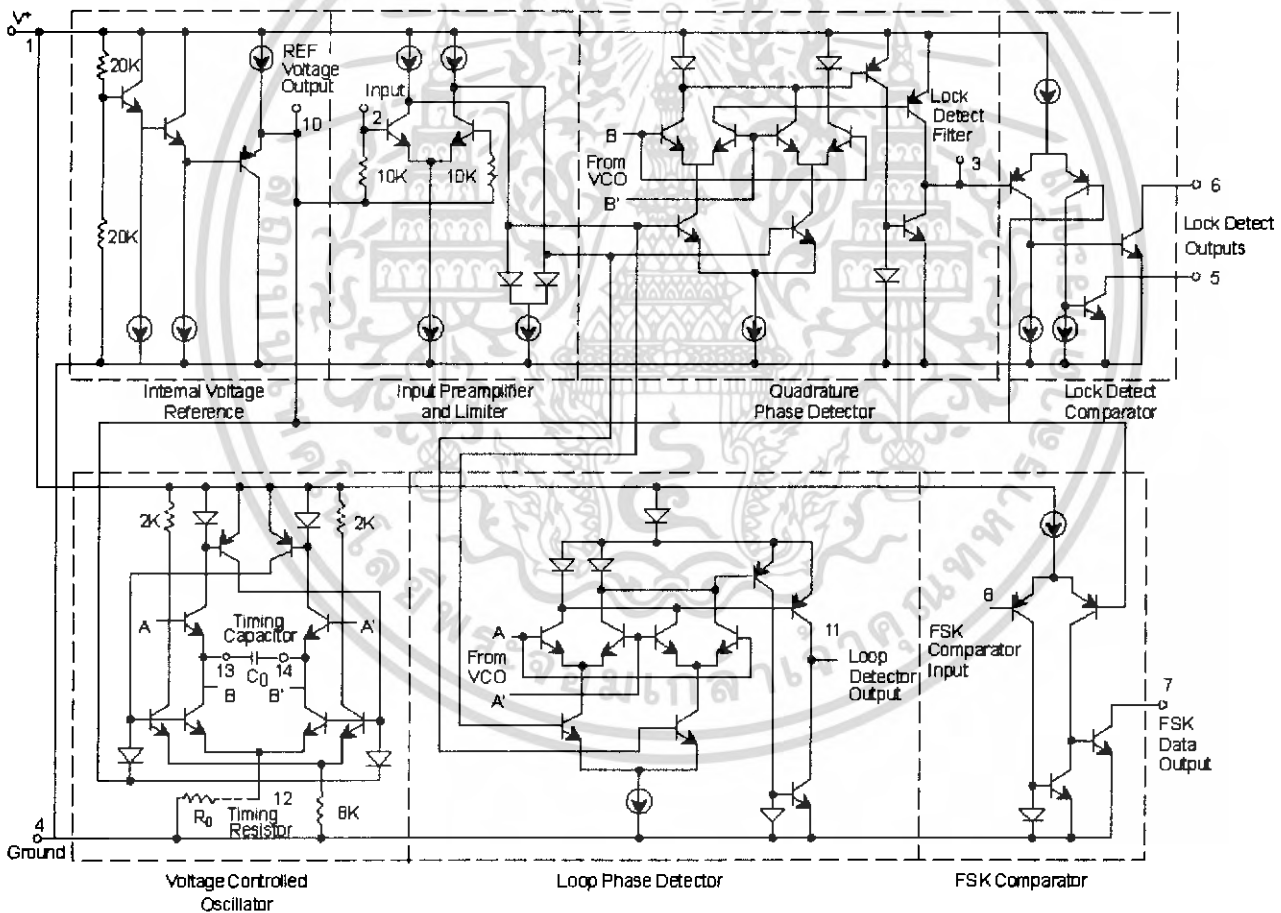 V+
1
20K
20K
REF
Voltage
Output
10
Input
2
10K
10K
B
From
VCO
B'
Lock
Detect
Filter
3
6
Lock Detect
Outputs
5
Internal Voltage
Reference
Input Preamplifier
and Limiter
Quadrature
Phase Detector
Lock Detect
Comparator
2K
2K
A
Timing
Capacitor
A'
13
C0
14
B
B'
12
R0
Timing
Resistor
8K
4
Ground
A
From
VCO
A'
11
Loop
Detector
Output
8
FSK
Comparator
Input
7
FSK
Data
Output
Voltage Controlled
Oscillator
Loop Phase Detector
FSK Comparator